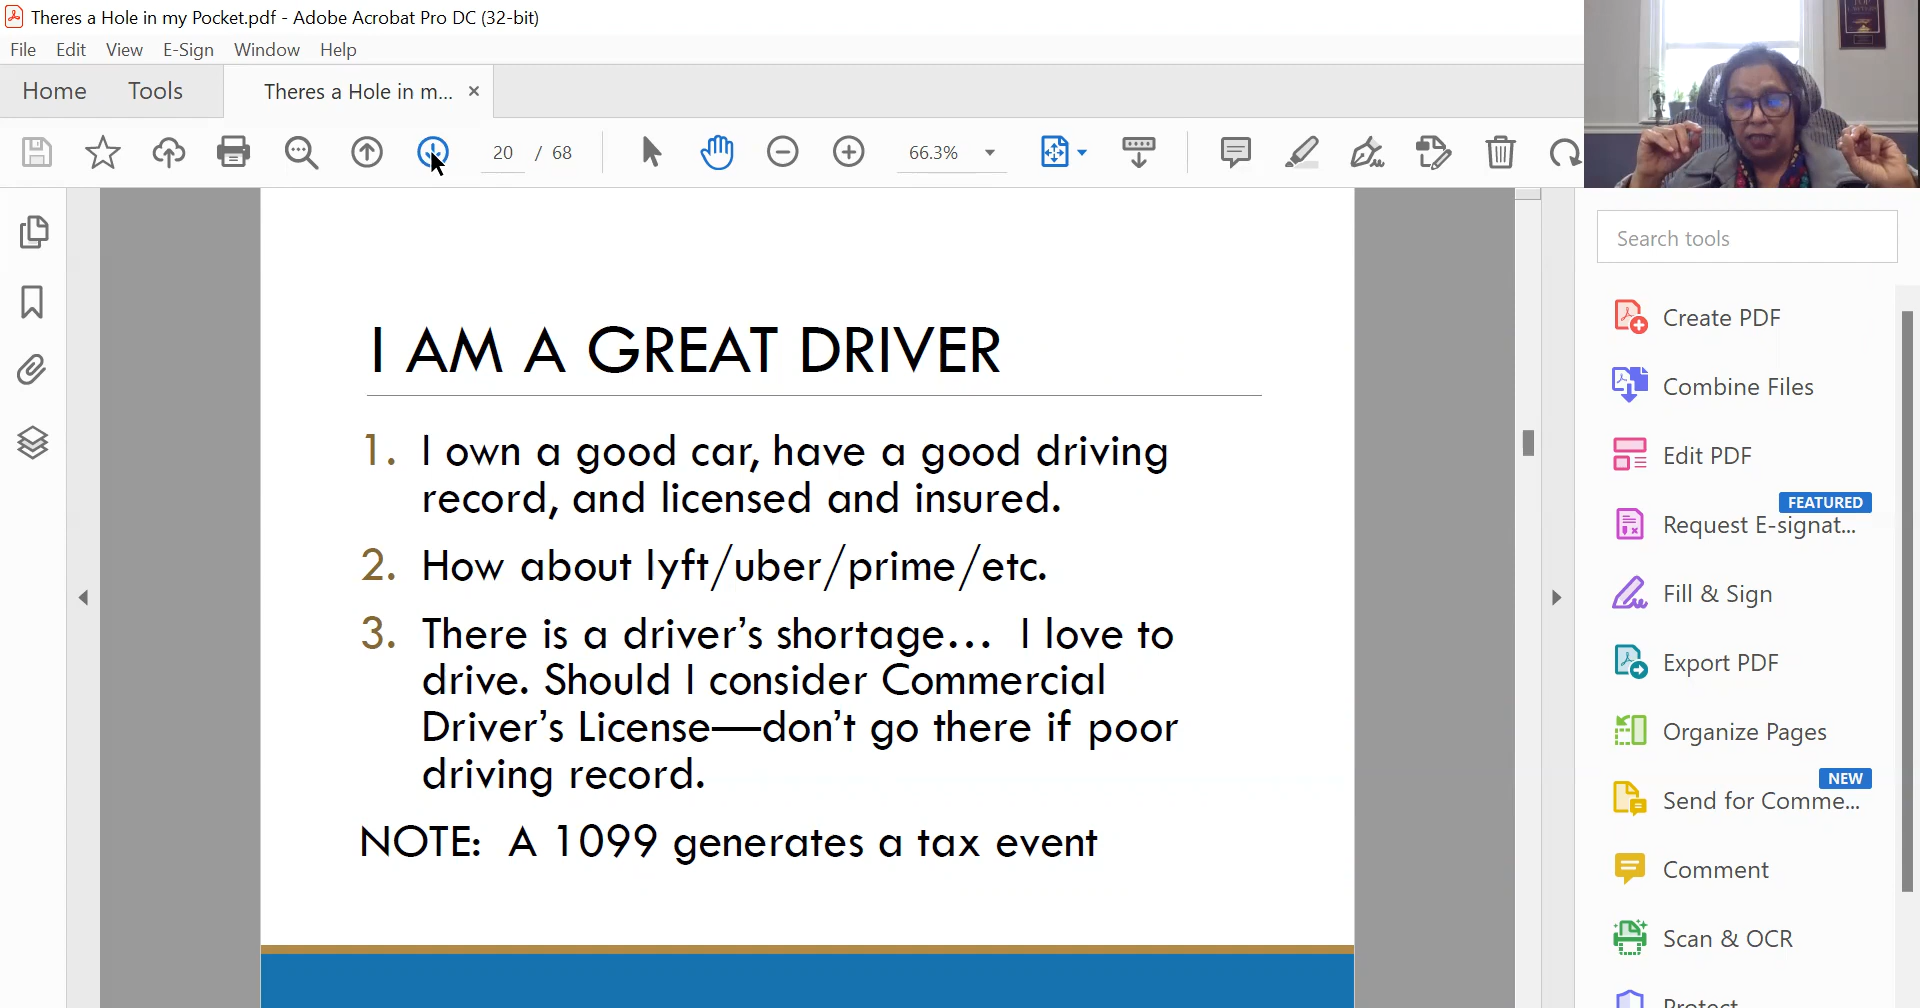 Theres a Hole in my Pocket.pdf - Adobe Acrobat Pro DC (32-bit)
File Edit View E-Sign Window Help
Home Tools Theres a Hole in m... ×
20 / 68 66.3%
Search tools
Create PDF
Combine Files
Edit PDF
FEATURED
Request E-signat...
Fill & Sign
Export PDF
Organize Pages
NEW
Send for Comme...
Comment
Scan & OCR
Protect
I AM A GREAT DRIVER
1. I own a good car, have a good driving
record, and licensed and insured.
2. How about lyft/uber/prime/etc.
3. There is a driver's shortage... I love to
drive. Should I consider Commercial
Driver's License—don't go there if poor
driving record.
NOTE: A 1099 generates a tax event